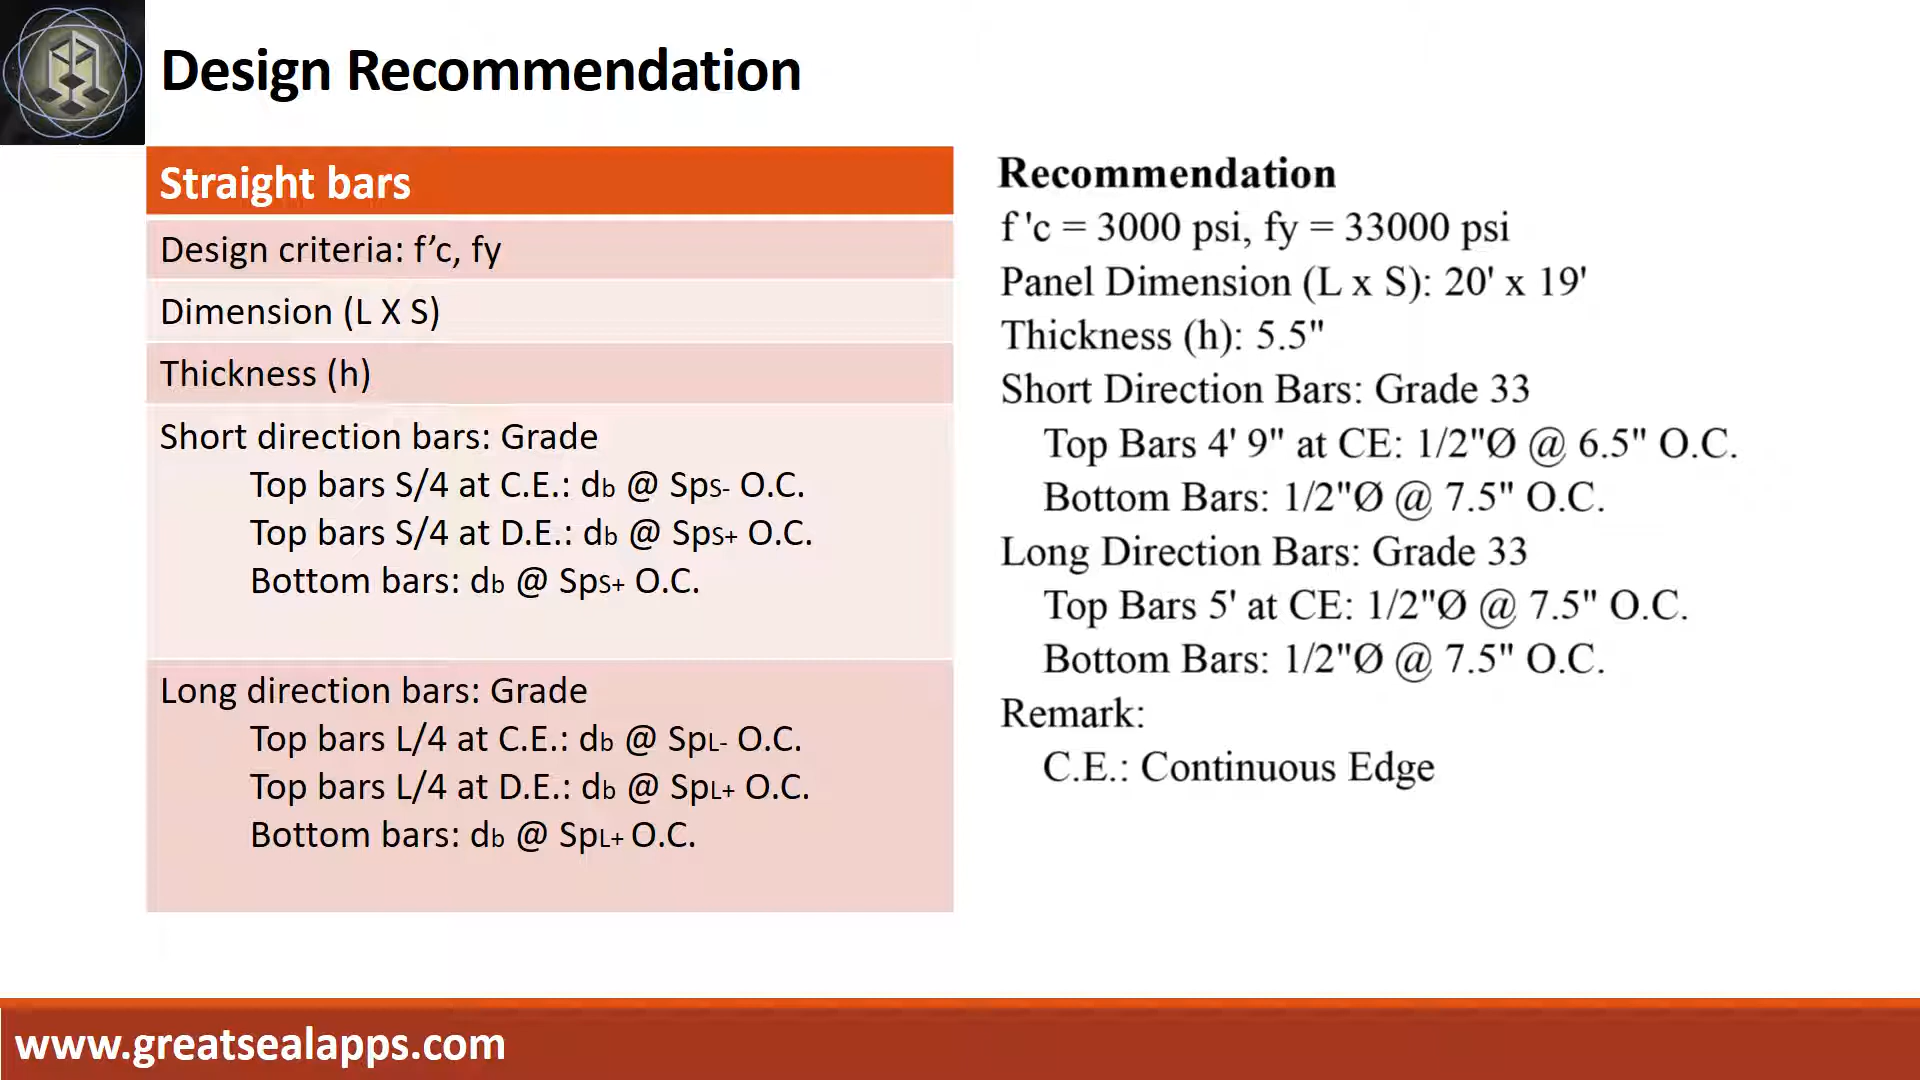 Design Recommendation
Straight bars
Design criteria: f’c, fy
Dimension (L X S)
Thickness (h)
Short direction bars: Grade
Top bars S/4 at C.E.: db @ SpS- O.C.
Top bars S/4 at D.E.: db @ SpS+ O.C.
Bottom bars: db @ SpS+ O.C.
Long direction bars: Grade
Top bars L/4 at C.E.: db @ SpL- O.C.
Top bars L/4 at D.E.: db @ SpL+ O.C.
Bottom bars: db @ SpL+ O.C.
Recommendation
f 'c = 3000 psi, fy = 33000 psi
Panel Dimension (L x S): 20' x 19'
Thickness (h): 5.5"
Short Direction Bars: Grade 33
Top Bars 4' 9" at CE: 1/2"Ø @ 6.5" O.C.
Bottom Bars: 1/2"Ø @ 7.5" O.C.
Long Direction Bars: Grade 33
Top Bars 5' at CE: 1/2"Ø @ 7.5" O.C.
Bottom Bars: 1/2"Ø @ 7.5" O.C.
Remark:
C.E.: Continuous Edge
www.greatsealapps.com